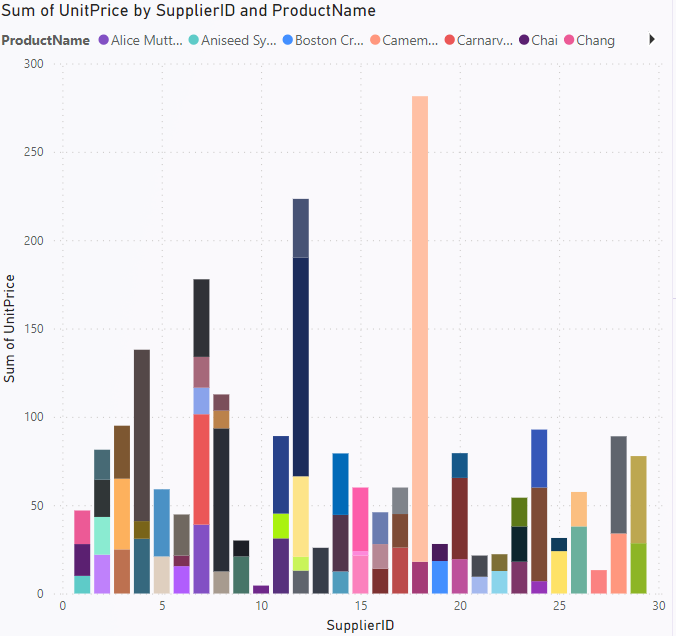 Sum of UnitPrice by SupplierID and ProductName
ProductName Alice Mutt... Aniseed Sy... Boston Cr... Camem... Carnarv... Chai Chang
300
250
200
150
100
50
0
Sum of UnitPrice
0 5 10 15 20 25 30
SupplierID